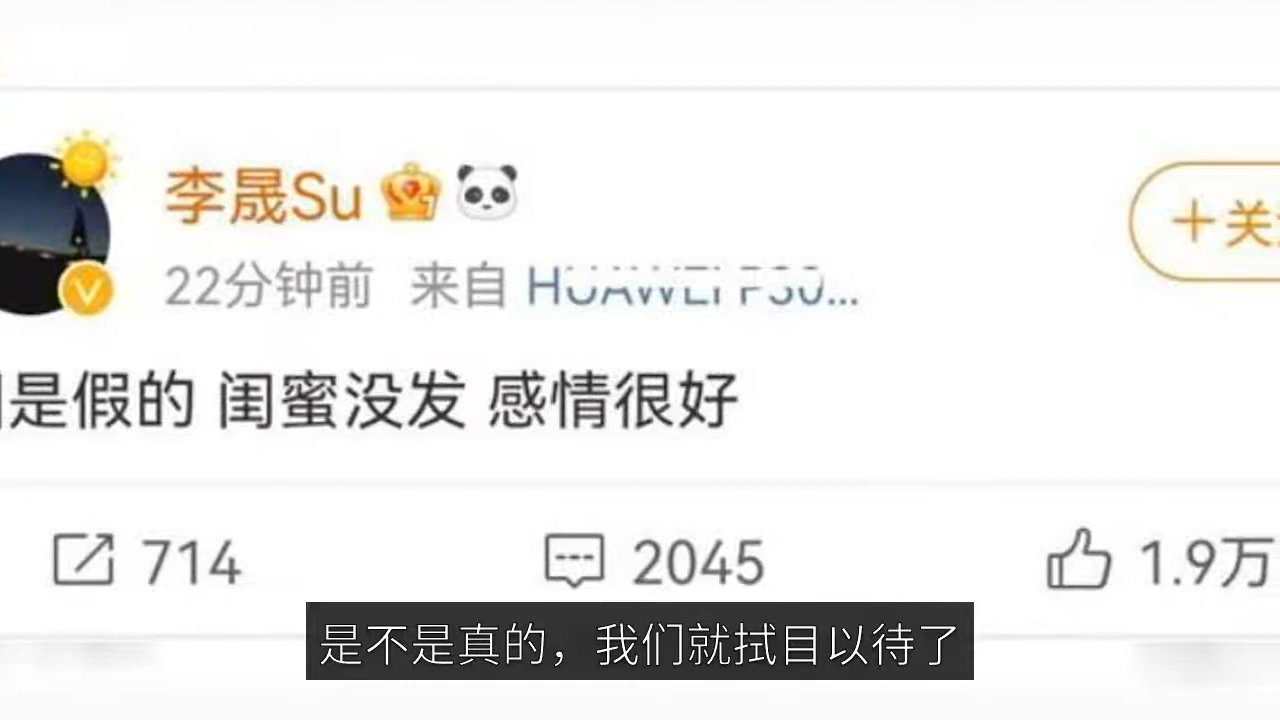 李晟Su
+关
22分钟前 来自 HUAWEI P30...
是假的 闺蜜没发 感情很好
714
2045
1.9万
是不是真的，我们就拭目以待了